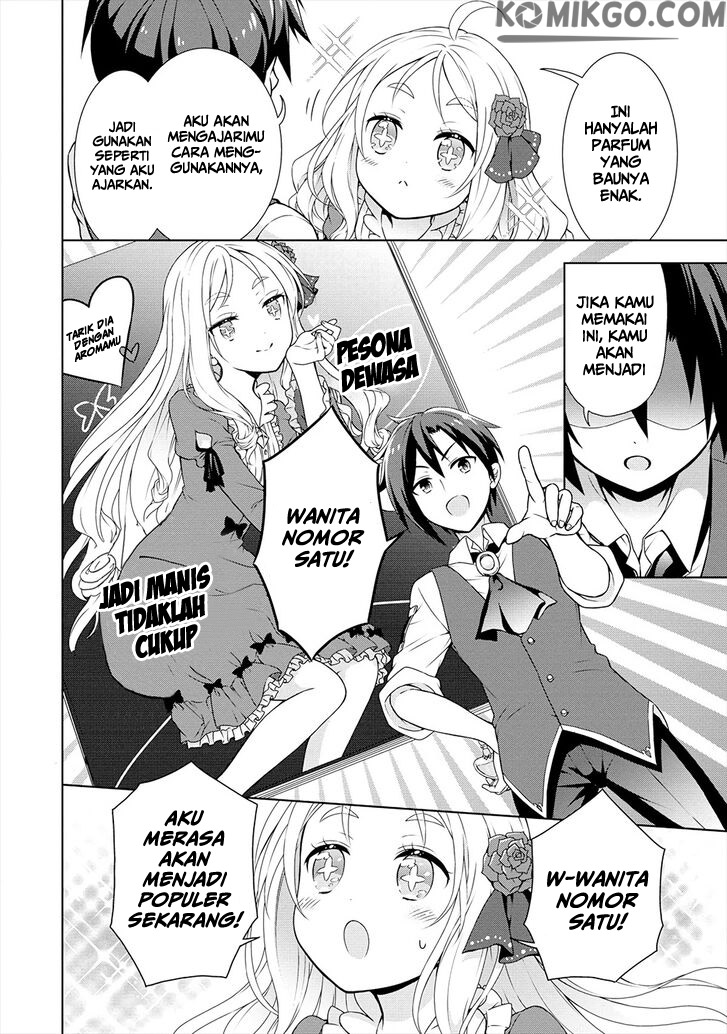 KOMIKGO.COM
INI
HANYALAH
PARFUM
YANG
BAUNYA
ENAK.
AKU AKAN
MENGAJARIMU
CARA MENG-
GUNAKANNYA,
JADI
GUNAKAN
SEPERTI
YANG AKU
AJARKAN.
JIKA KAMU
MEMAKAI
INI, KAMU
AKAN
MENJADI
TARIK DIA
DENGAN
AROMAMU
PESONA
DEWASA
WANITA
NOMOR
SATU!
JADI MANIS
TIDAKLAH
CUKUP
W-WANITA
NOMOR
SATU!
AKU
MERASA
AKAN
MENJADI
POPULER
SEKARANG!